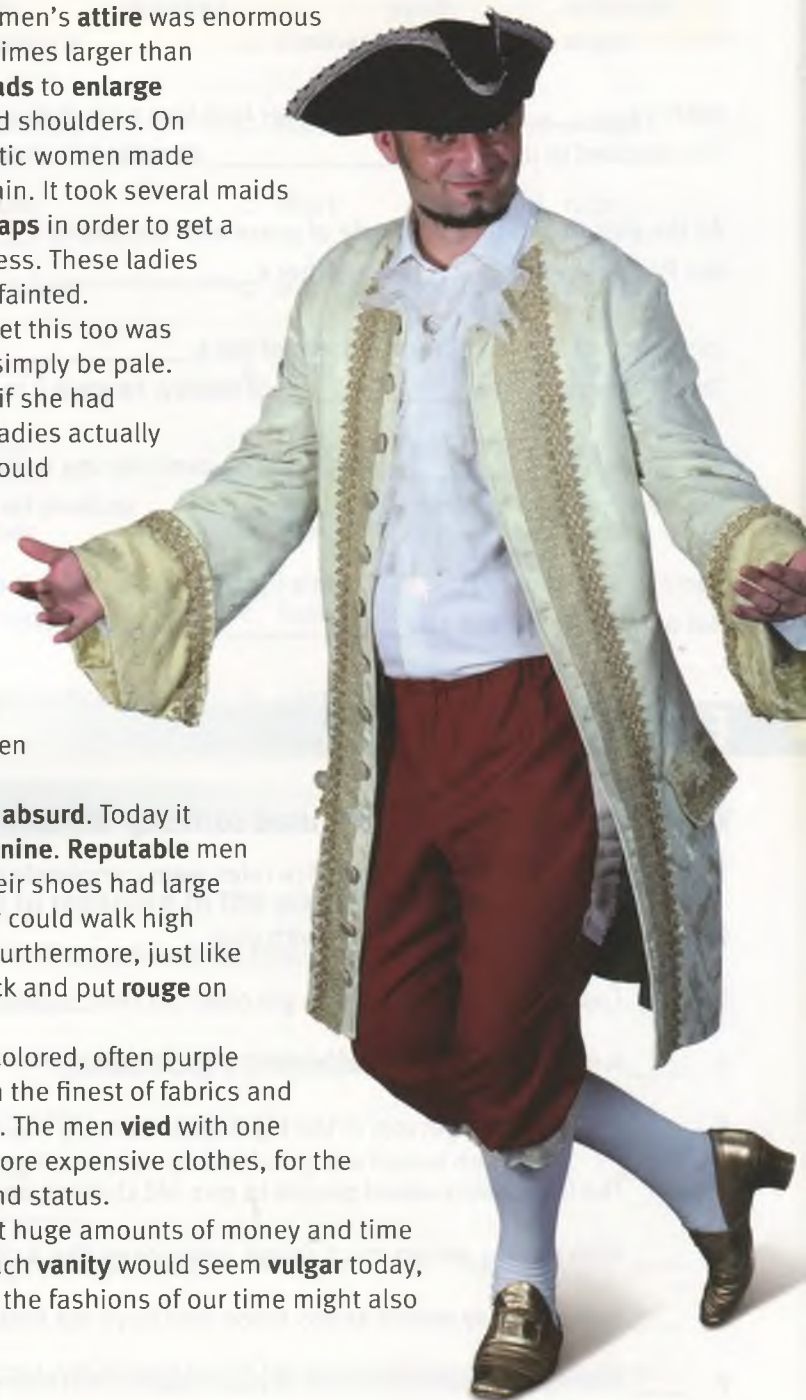 men's attire was enormous
times larger than
ads to enlarge
d shoulders. On
tic women made
ain. It took several maids
aps in order to get a
ess. These ladies
fainted.
et this too was
simply be pale.
if she had
adies actually
ould
en
absurd. Today it
nine. Reputable men
eir shoes had large
y could walk high
urthermore, just like
ck and put rouge on
colored, often purple
n the finest of fabrics and
. The men vied with one
ore expensive clothes, for the
nd status.
t huge amounts of money and time
ach vanity would seem vulgar today,
the fashions of our time might also